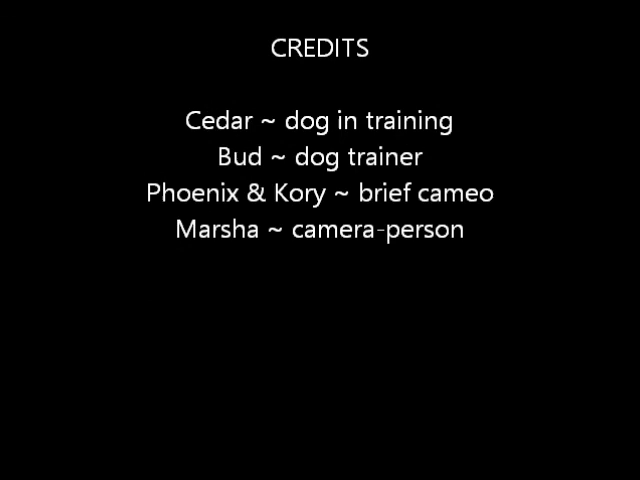 CREDITS
Cedar ~ dog in training
Bud ~ dog trainer
Phoenix & Kory ~ brief cameo
Marsha ~ camera-person